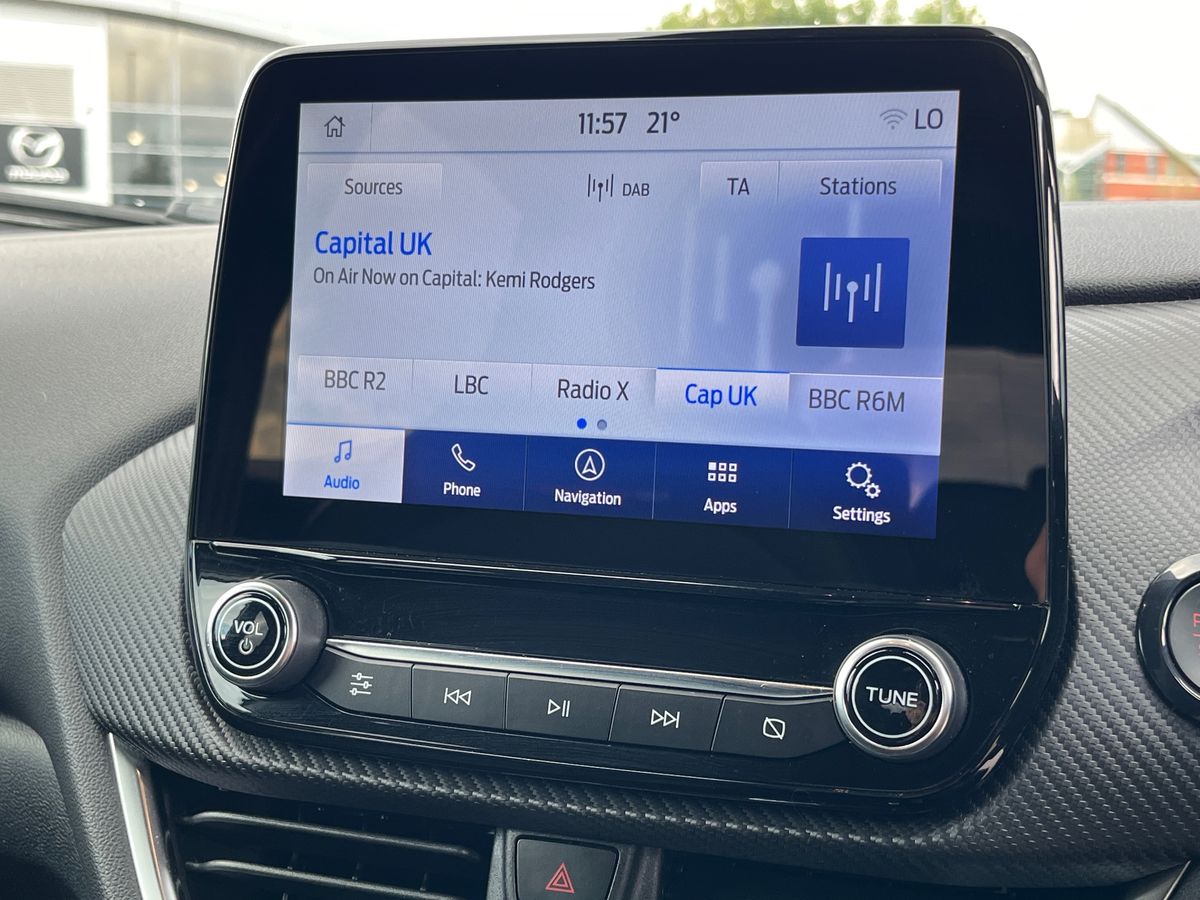 11:57 21° LO
Sources DAB TA Stations
Capital UK
On Air Now on Capital: Kemi Rodgers
BBC R2 LBC Radio X Cap UK BBC R6M
Audio Phone Navigation Apps Settings
VOL
TUNE